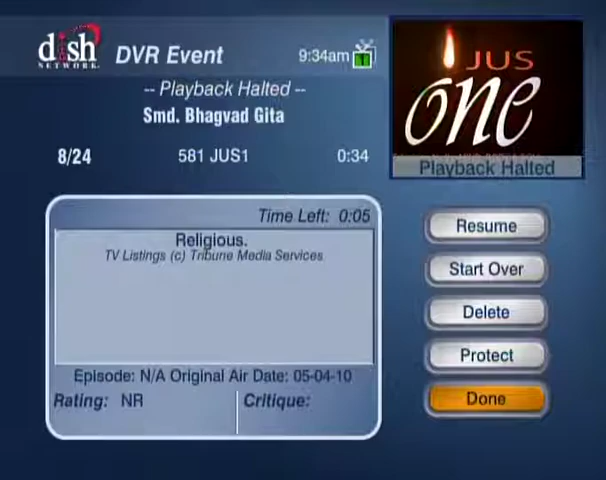 dish
NETWORK
DVR Event
9:34am
1
-- Playback Halted --
Smd. Bhagvad Gita
8/24 581 JUS1 0:34
JUS
one
Playback Halted
Time Left: 0:05
Religious.
TV Listings (c) Tribune Media Services
Episode: N/A Original Air Date: 05-04-10
Rating: NR Critique:
Resume
Start Over
Delete
Protect
Done